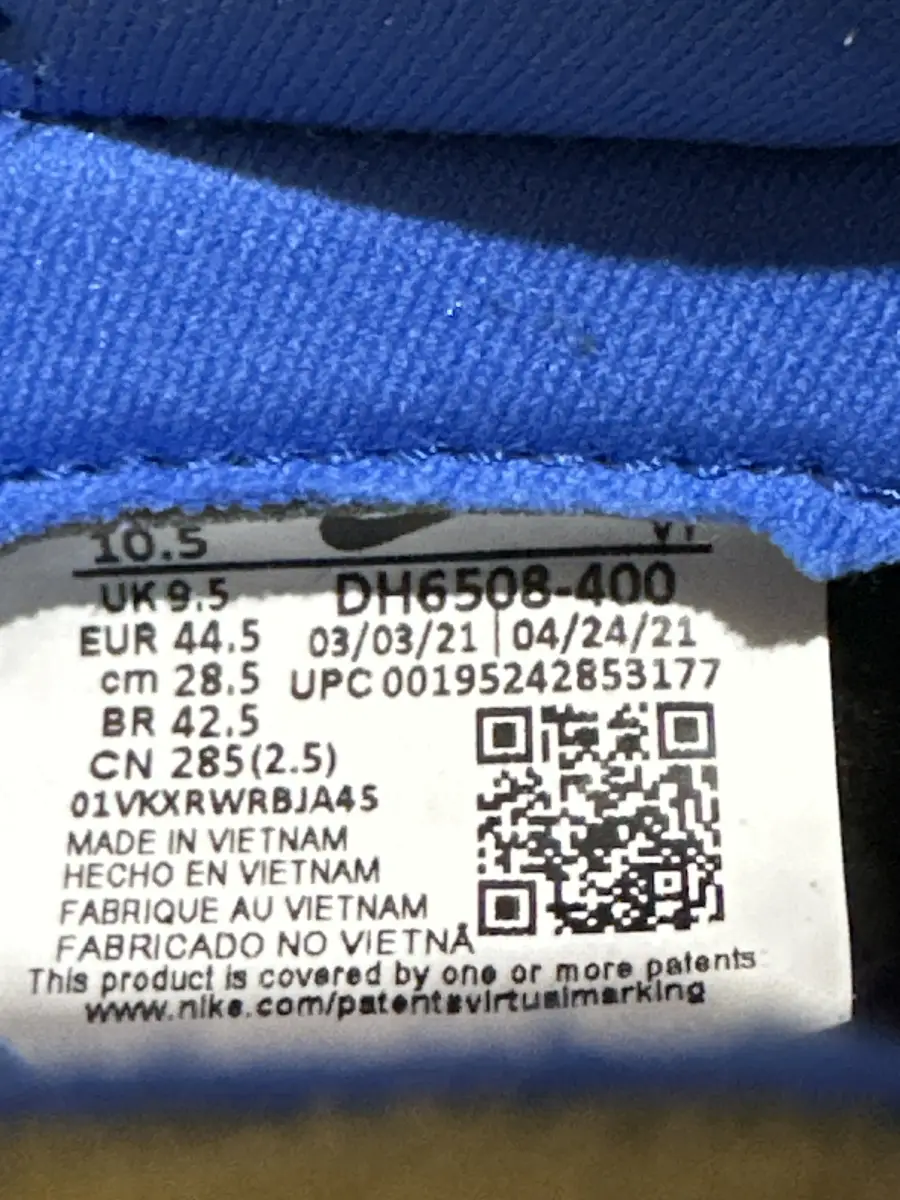 10.5 VT
UK 9.5 DH6508-400
EUR 44.5 03/03/21 | 04/24/21
cm 28.5 UPC 00195242853177
BR 42.5
CN 285(2.5)
01VKXRWRBJA45
MADE IN VIETNAM
HECHO EN VIETNAM
FABRIQUE AU VIETNAM
FABRICADO NO VIETNÃ
This product is covered by one or more patents
www.nike.com/patentsvirtualmarking